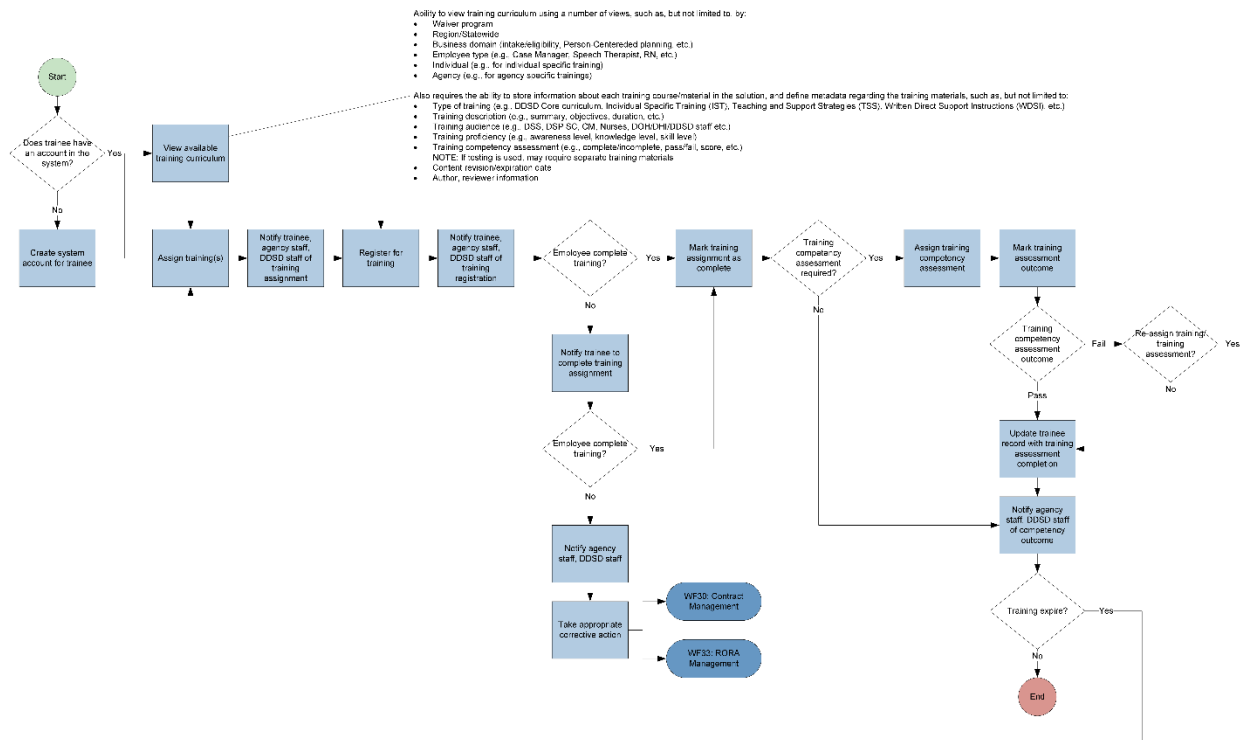 Ability to view training curriculum using a number of views, such as, but not limited to, by:
• Waiver program
• Region/Statewide
• Business domain (intake/eligibility, Person-Centereded planning, etc.)
• Employee type (e.g., Case Manager, Speech Therapist, RN, etc.)
• Individual (e.g., for individual specific training)
• Agency (e.g., for agency specific trainings)
Also requires the ability to store information about each training course/material in the solution, and define metadata regarding the training materials, such as, but not limited to:
• Type of training (e.g., DDSD Core curriculum, Individual Specific Training (IST), Teaching and Support Strategies (TSS), Written Direct Support Instructions (WDSI), etc.)
• Training description (e.g., summary, objectives, duration, etc.)
• Training audience (e.g., DSS, DSP SC, CM, Nurses, DOH/DHI/DDSD staff etc.)
• Training proficiency (e.g., awareness level, knowledge level, skill level)
• Training competency assessment (e.g., complete/incomplete, pass/fail, score, etc.)
NOTE: If testing is used, may require separate training materials
• Content revision/expiration date
• Author, reviewer information
Start
Does trainee have
an account in the
system?
Yes
No
View available
training curriculum
Create system
account for trainee
Assign training(s)
Notify trainee,
agency staff,
DDSD staff of
training
assignment
Register for
training
Notify trainee,
agency staff,
DDSD staff of
training
registration
Employee complete
training?
Yes
No
Mark training
assignment as
complete
Training
competency
assessment
required?
Yes
No
Assign training
competency
assessment
Mark training
assessment
outcome
Training
competency
assessment
outcome
Fail
Pass
Re-assign training/
training
assessment?
Yes
No
Notify trainee to
complete training
assignment
Employee complete
training?
Yes
No
Update trainee
record with training
assessment
completion
Notify agency
staff, DDSD staff
of competency
outcome
Notify agency
staff, DDSD staff
Take appropriate
corrective action
WF30: Contract
Management
WF33: RORA
Management
Training expire?
Yes
No
End